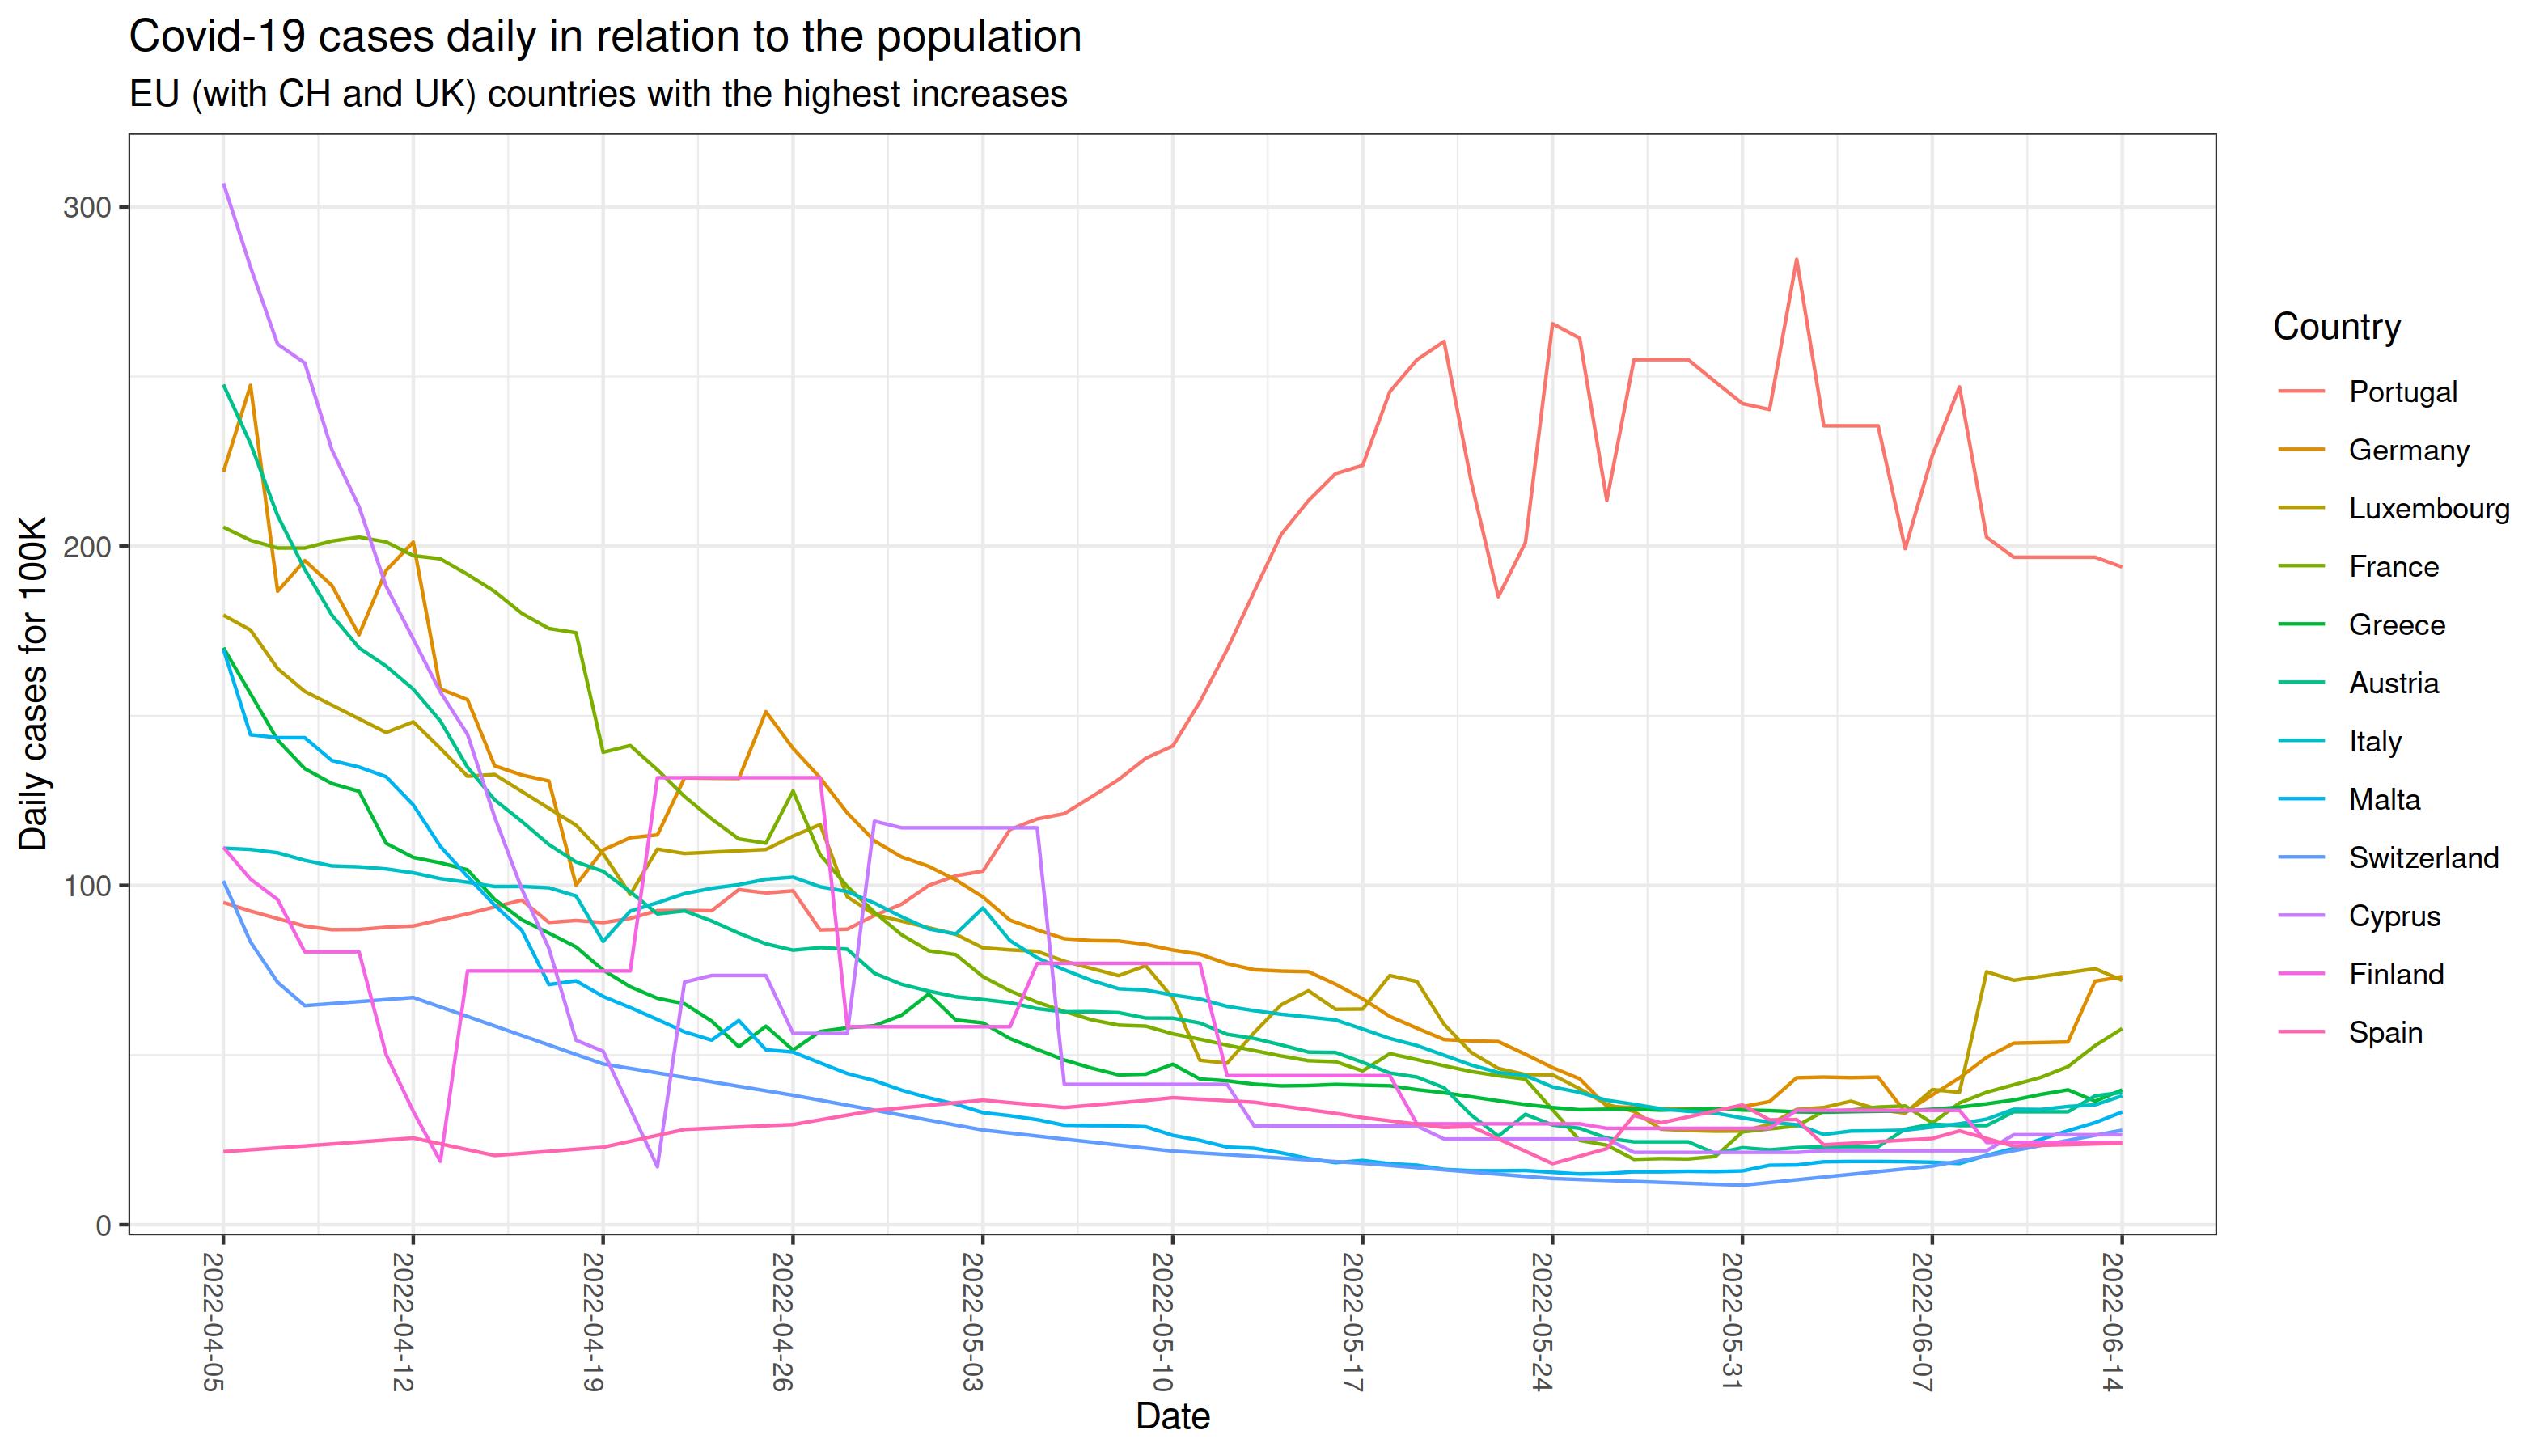 Covid-19 cases daily in relation to the population
EU (with CH and UK) countries with the highest increases
Daily cases for 100K
300
200
100
0
2022-04-05
2022-04-12
2022-04-19
2022-04-26
2022-05-03
2022-05-10
2022-05-17
2022-05-24
2022-05-31
2022-06-07
2022-06-14
Date
Country
Portugal
Germany
Luxembourg
France
Greece
Austria
Italy
Malta
Switzerland
Cyprus
Finland
Spain